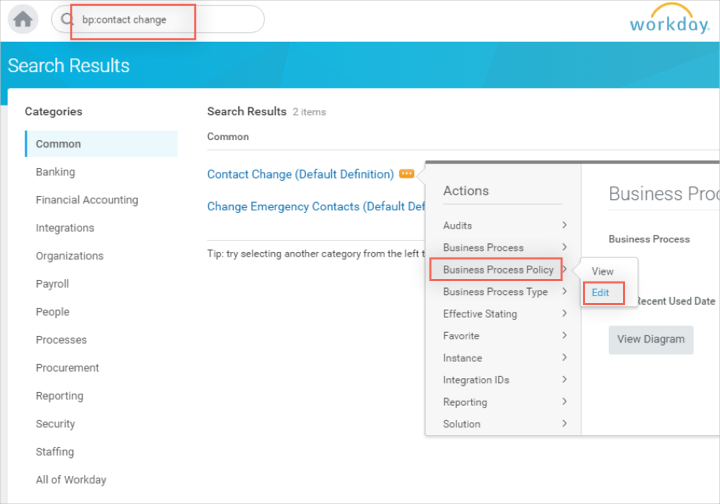 bp:contact change
workday.
Search Results
Categories
Common
Banking
Financial Accounting
Integrations
Organizations
Payroll
People
Processes
Procurement
Reporting
Security
Staffing
All of Workday
Search Results 2 items
Common
Contact Change (Default Definition)
Change Emergency Contacts (Default Def
Tip: try selecting another category from the left t
Actions
Audits
Business Process
Business Process Policy
Business Process Type
Effective Stating
Favorite
Instance
Integration IDs
Reporting
Solution
View
Edit
Business Proc
Business Process
Recent Used Date
View Diagram